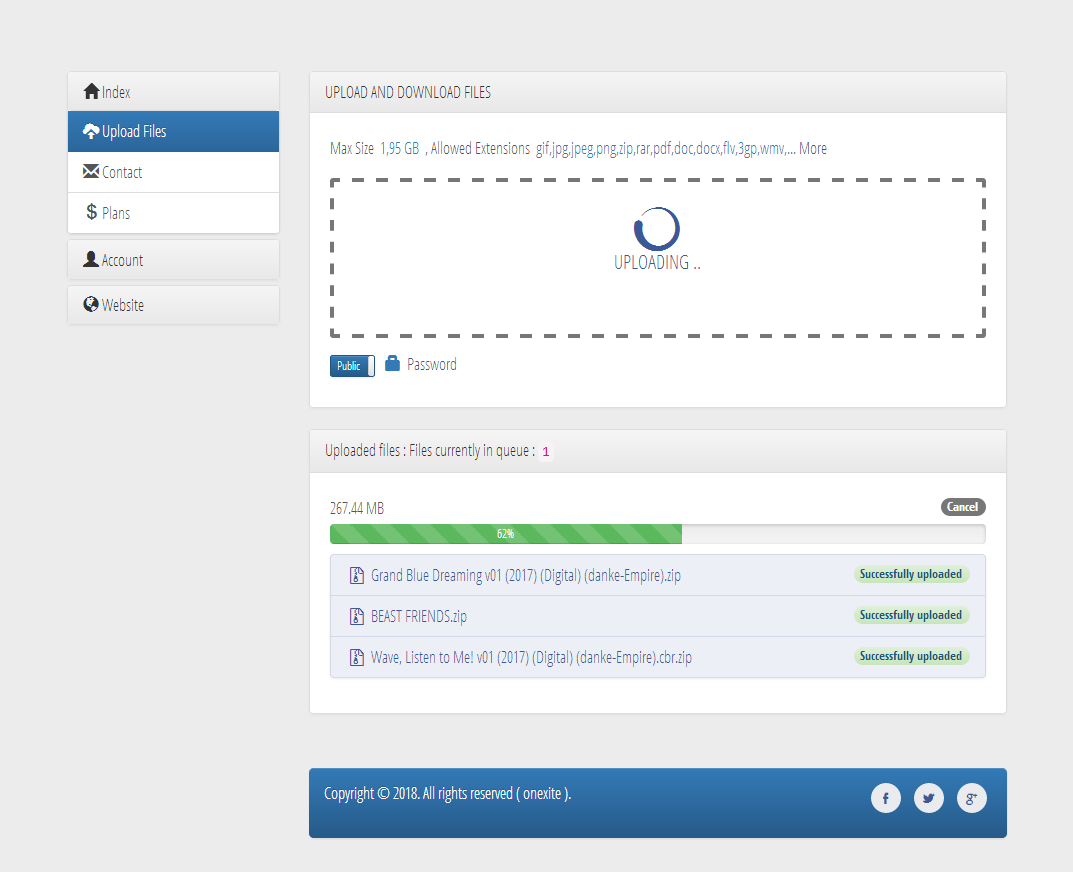 Index
Upload Files
Contact
$ Plans
Account
Website
UPLOAD AND DOWNLOAD FILES
Max Size 1,95 GB , Allowed Extensions gif,jpg,jpeg,png,zip,rar,pdf,doc,docx,flv,3gp,wmv,... More
UPLOADING ..
Public Password
Uploaded files : Files currently in queue : 1
267.44 MB Cancel
62%
Grand Blue Dreaming v01 (2017) (Digital) (danke-Empire).zip Successfully uploaded
BEAST FRIENDS.zip Successfully uploaded
Wave, Listen to Me! v01 (2017) (Digital) (danke-Empire).cbr.zip Successfully uploaded
Copyright © 2018. All rights reserved ( onexite ). f g+